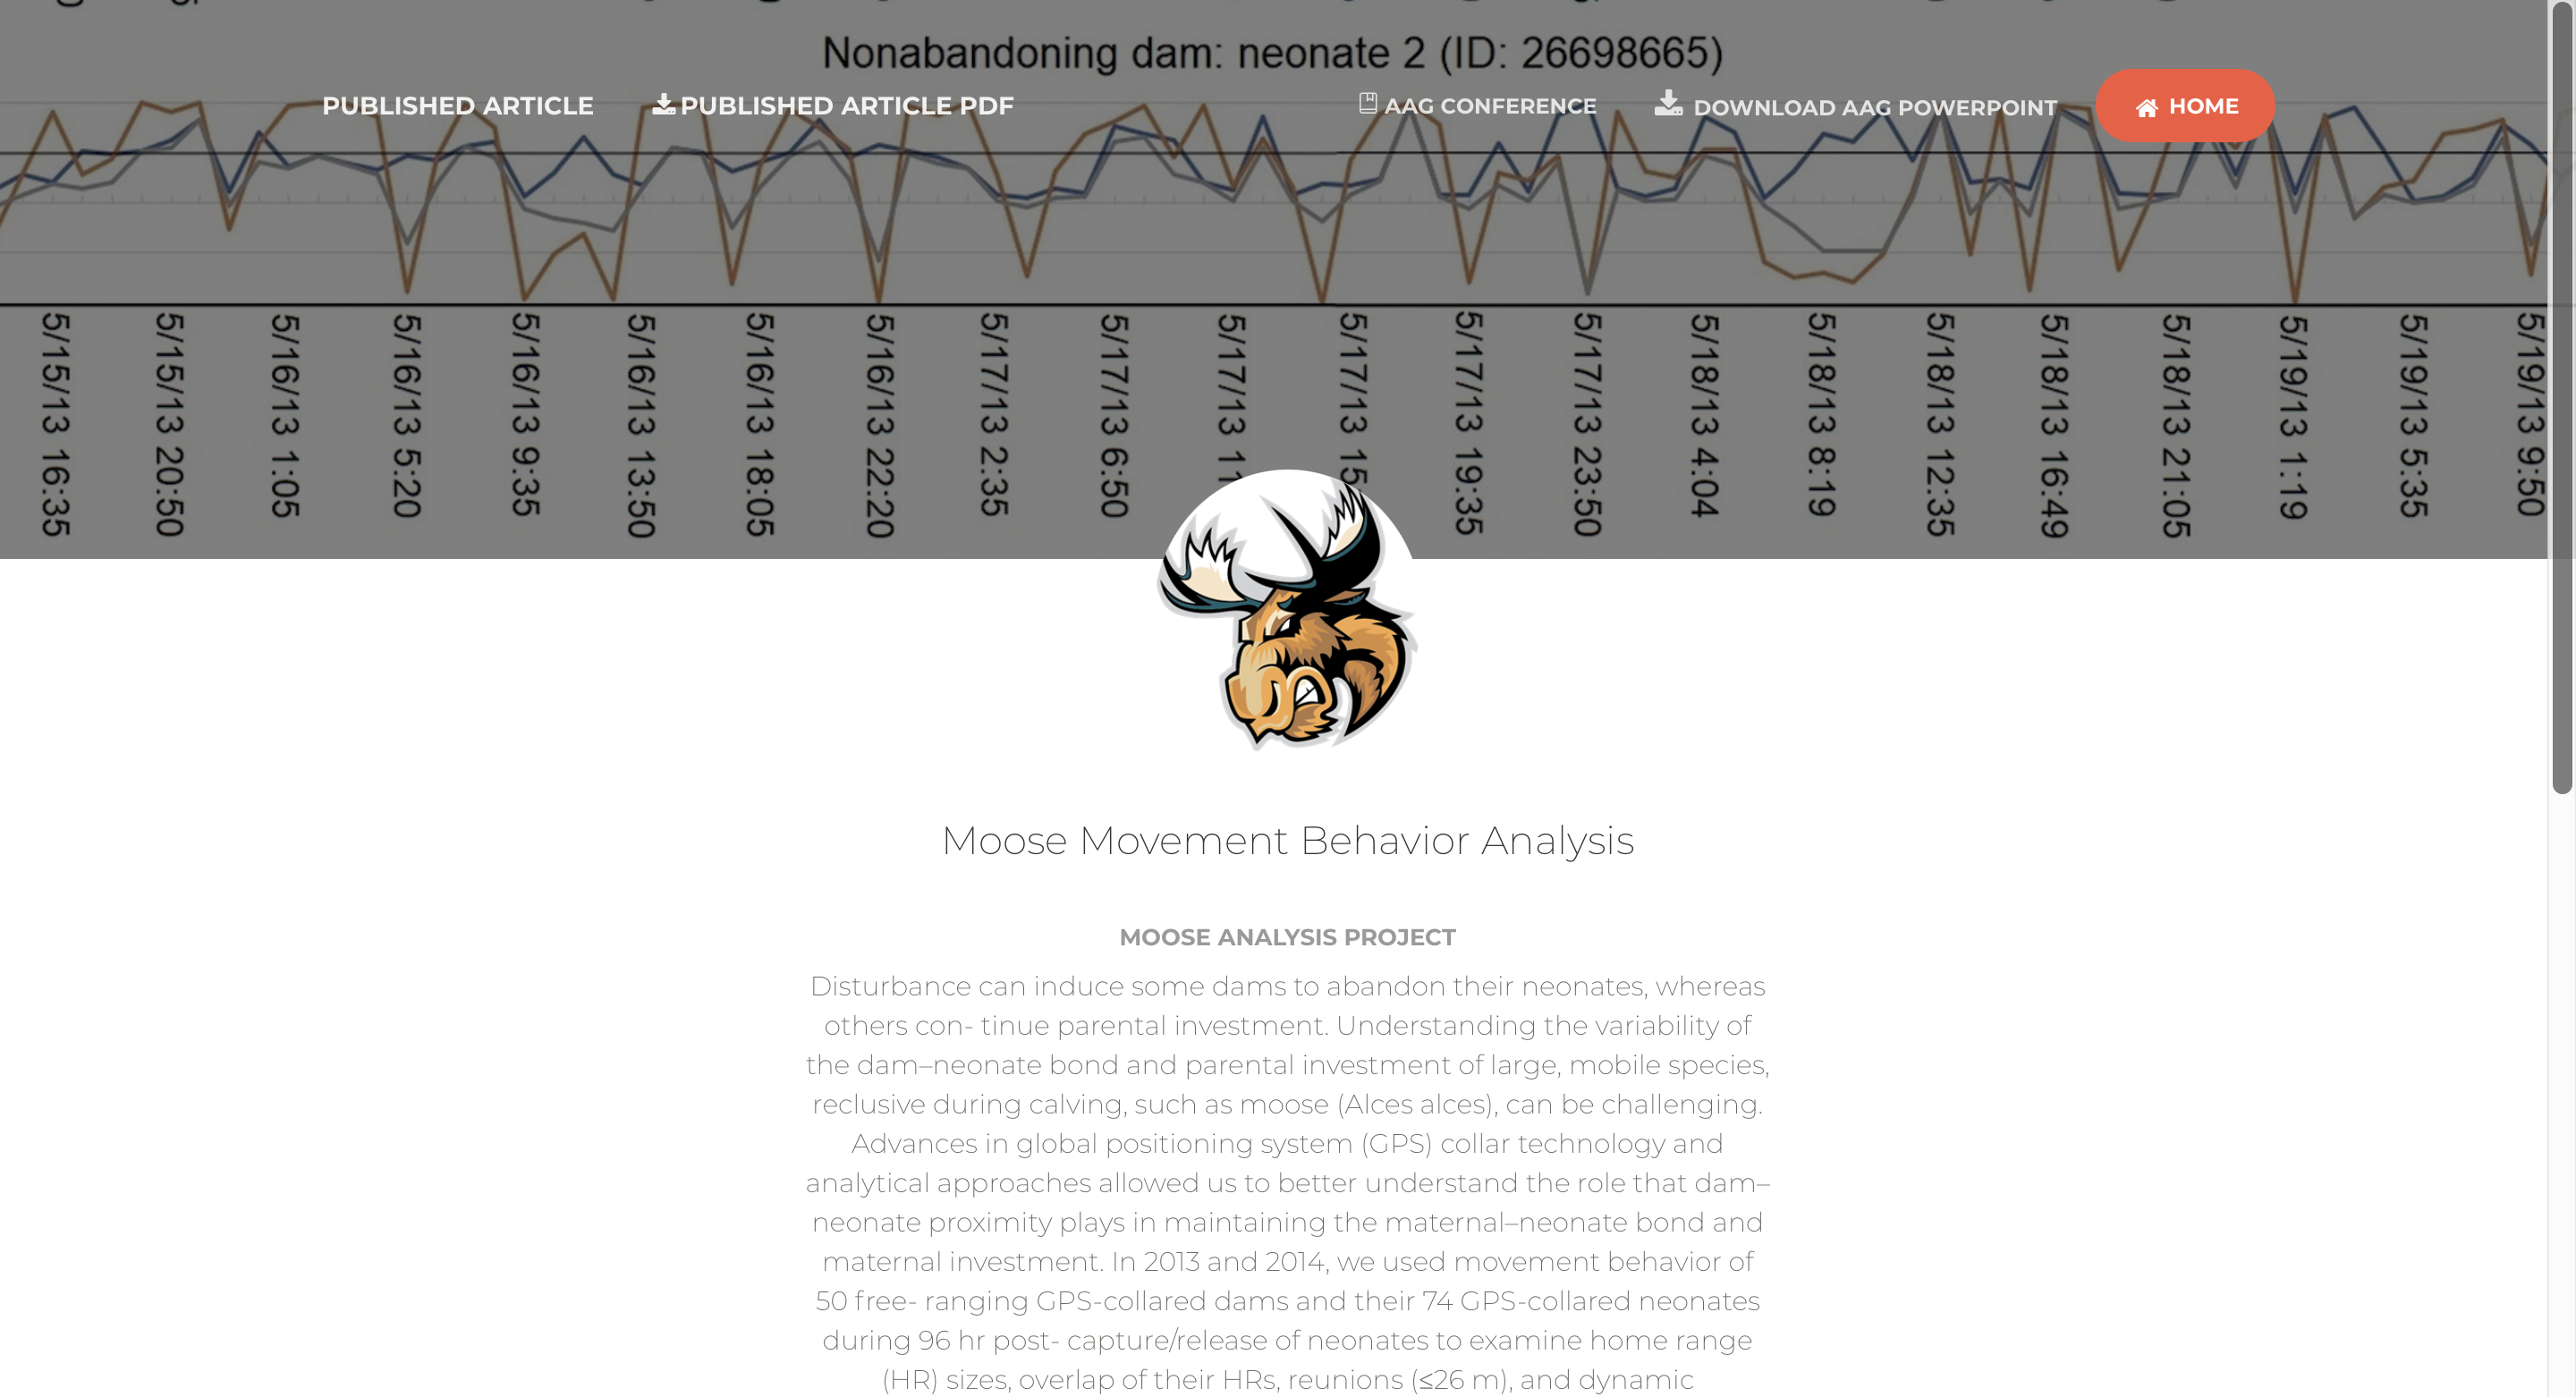 Nonabandoning dam: neonate 2 (ID: 26698665)
PUBLISHED ARTICLE PUBLISHED ARTICLE PDF AAG CONFERENCE DOWNLOAD AAG POWERPOINT HOME
5/15/13 16:35
5/15/13 20:50
5/16/13 1:05
5/16/13 5:20
5/16/13 9:35
5/16/13 13:50
5/16/13 18:05
5/16/13 22:20
5/17/13 2:35
5/17/13 6:50
5/17/13
5/17/13
5/17/13 19:35
5/17/13 23:50
5/18/13 4:04
5/18/13 8:19
5/18/13 12:35
5/18/13 16:49
5/18/13 21:05
5/19/13 1:19
5/19/13 5:35
5/19/13 9:50
Moose Movement Behavior Analysis
MOOSE ANALYSIS PROJECT
Disturbance can induce some dams to abandon their neonates, whereas
others con- tinue parental investment. Understanding the variability of
the dam–neonate bond and parental investment of large, mobile species,
reclusive during calving, such as moose (Alces alces), can be challenging.
Advances in global positioning system (GPS) collar technology and
analytical approaches allowed us to better understand the role that dam–
neonate proximity plays in maintaining the maternal–neonate bond and
maternal investment. In 2013 and 2014, we used movement behavior of
50 free- ranging GPS-collared dams and their 74 GPS-collared neonates
during 96 hr post- capture/release of neonates to examine home range
(HR) sizes, overlap of their HRs, reunions (≤26 m), and dynamic